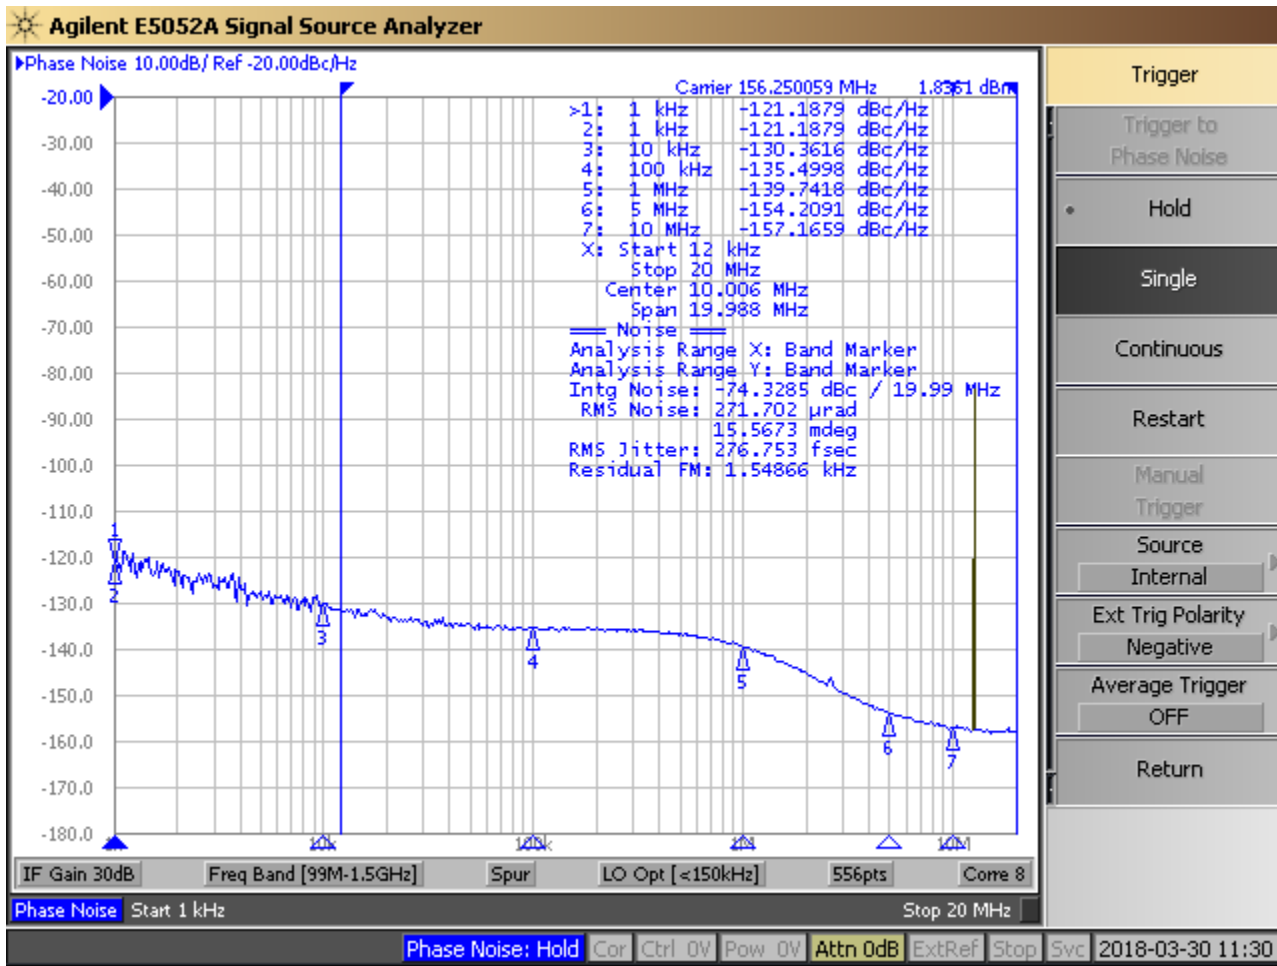 Agilent E5052A Signal Source Analyzer
Phase Noise 10.00dB/ Ref -20.00dBc/Hz
Carrier 156.250059 MHz 1.8361 dBm
-20.00
-30.00
-40.00
-50.00
-60.00
-70.00
-80.00
-90.00
-100.0
-110.0
-120.0
-130.0
-140.0
-150.0
-160.0
-170.0
-180.0
>1: 1 kHz -121.1879 dBc/Hz
2: 1 kHz -121.1879 dBc/Hz
3: 10 kHz -130.3616 dBc/Hz
4: 100 kHz -135.4998 dBc/Hz
5: 1 MHz -139.7418 dBc/Hz
6: 5 MHz -154.2091 dBc/Hz
7: 10 MHz -157.1659 dBc/Hz
X: Start 12 kHz
Stop 20 MHz
Center 10.006 MHz
Span 19.988 MHz
=== Noise ===
Analysis Range X: Band Marker
Analysis Range Y: Band Marker
Intg Noise: -74.3285 dBc / 19.99 MHz
RMS Noise: 271.702 µrad
15.5673 mdeg
RMS Jitter: 276.753 fsec
Residual FM: 1.54866 kHz
1
2
3
4
5
6
7
10k
100k
1M
10M
IF Gain 30dB
Freq Band [99M-1.5GHz]
Spur
LO Opt [<150kHz]
556pts
Corre 8
Phase Noise Start 1 kHz
Stop 20 MHz
Trigger
Trigger to
Phase Noise
Hold
Single
Continuous
Restart
Manual
Trigger
Source
Internal
Ext Trig Polarity
Negative
Average Trigger
OFF
Return
Phase Noise: Hold Cor Ctrl 0V Pow 0V Attn 0dB ExtRef Stop Svc 2018-03-30 11:30